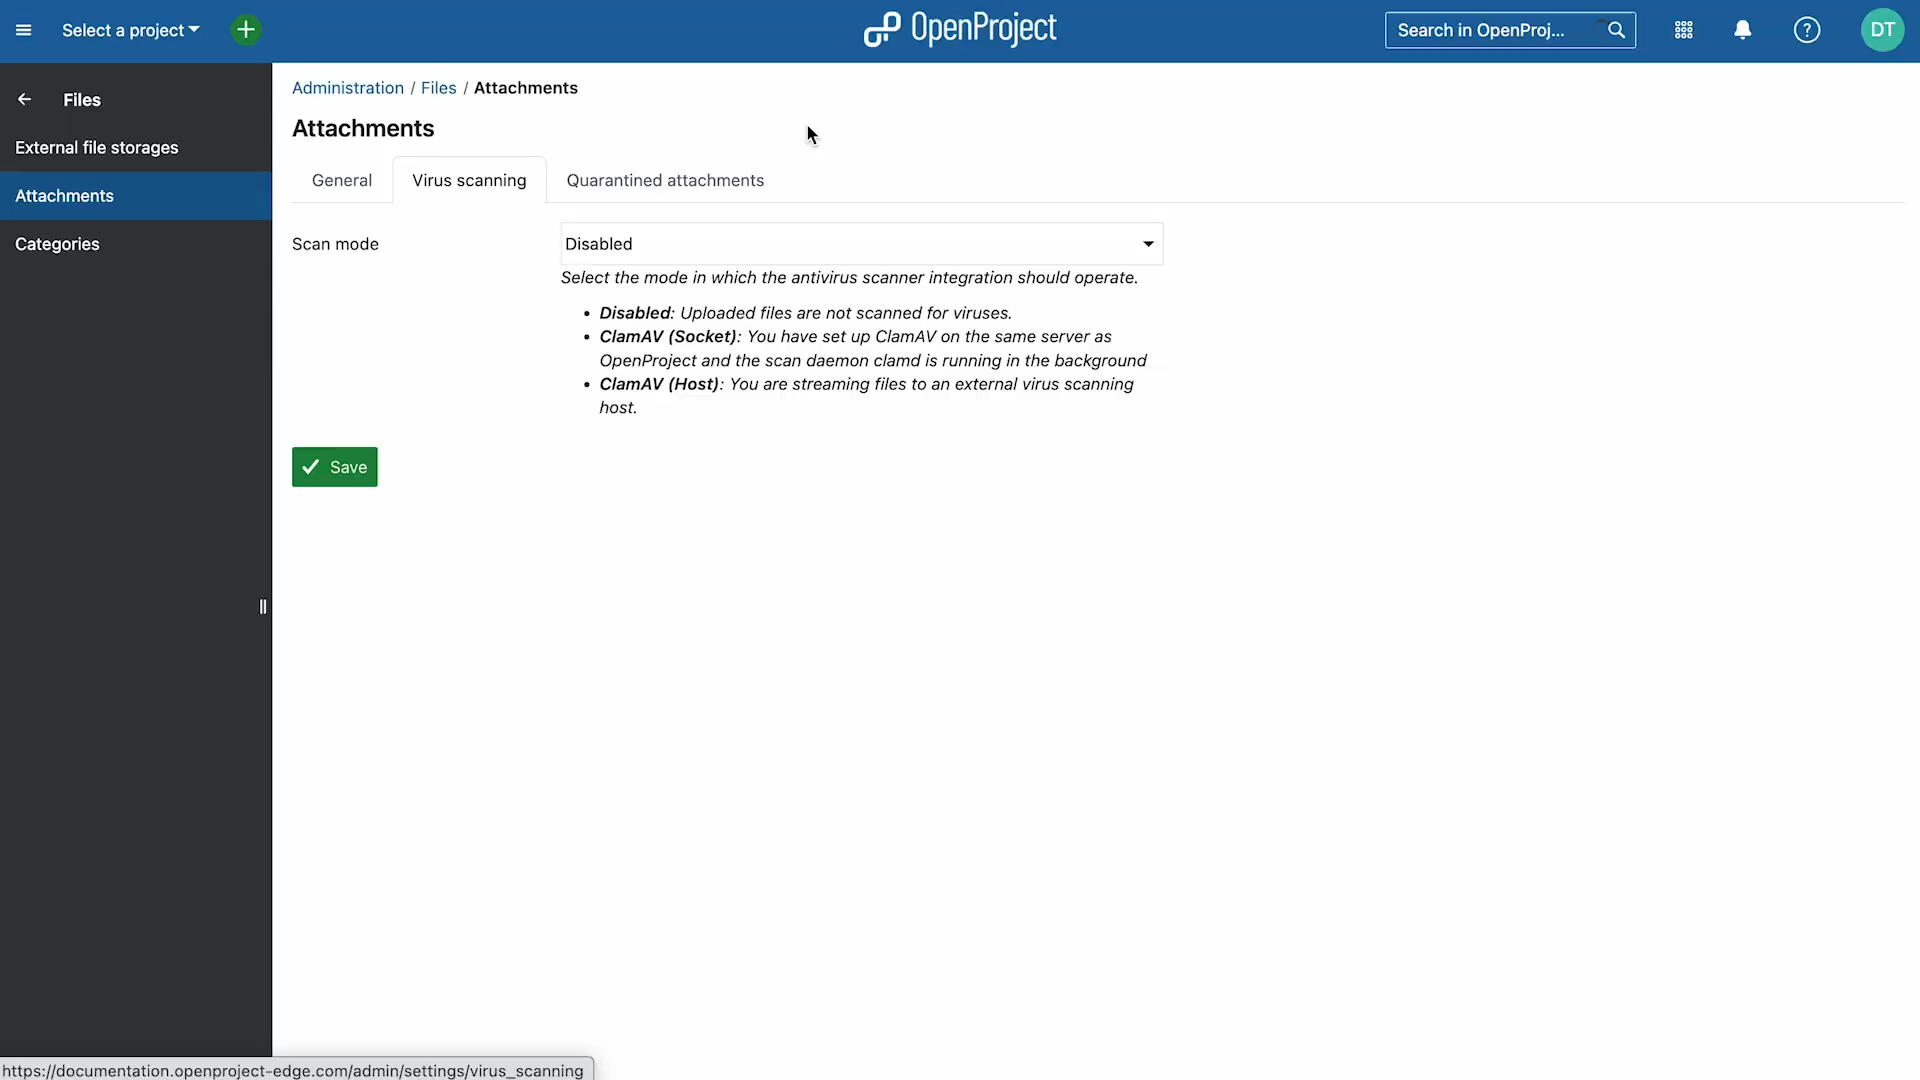 Select a project
OpenProject
Search in OpenProj...
DT
Files
External file storages
Attachments
Categories
Administration / Files / Attachments
Attachments
General
Virus scanning
Quarantined attachments
Scan mode
Disabled
Select the mode in which the antivirus scanner integration should operate.
• Disabled: Uploaded files are not scanned for viruses.
• ClamAV (Socket): You have set up ClamAV on the same server as
OpenProject and the scan daemon clamd is running in the background
• ClamAV (Host): You are streaming files to an external virus scanning
host.
Save
https://documentation.openproject-edge.com/admin/settings/virus_scanning